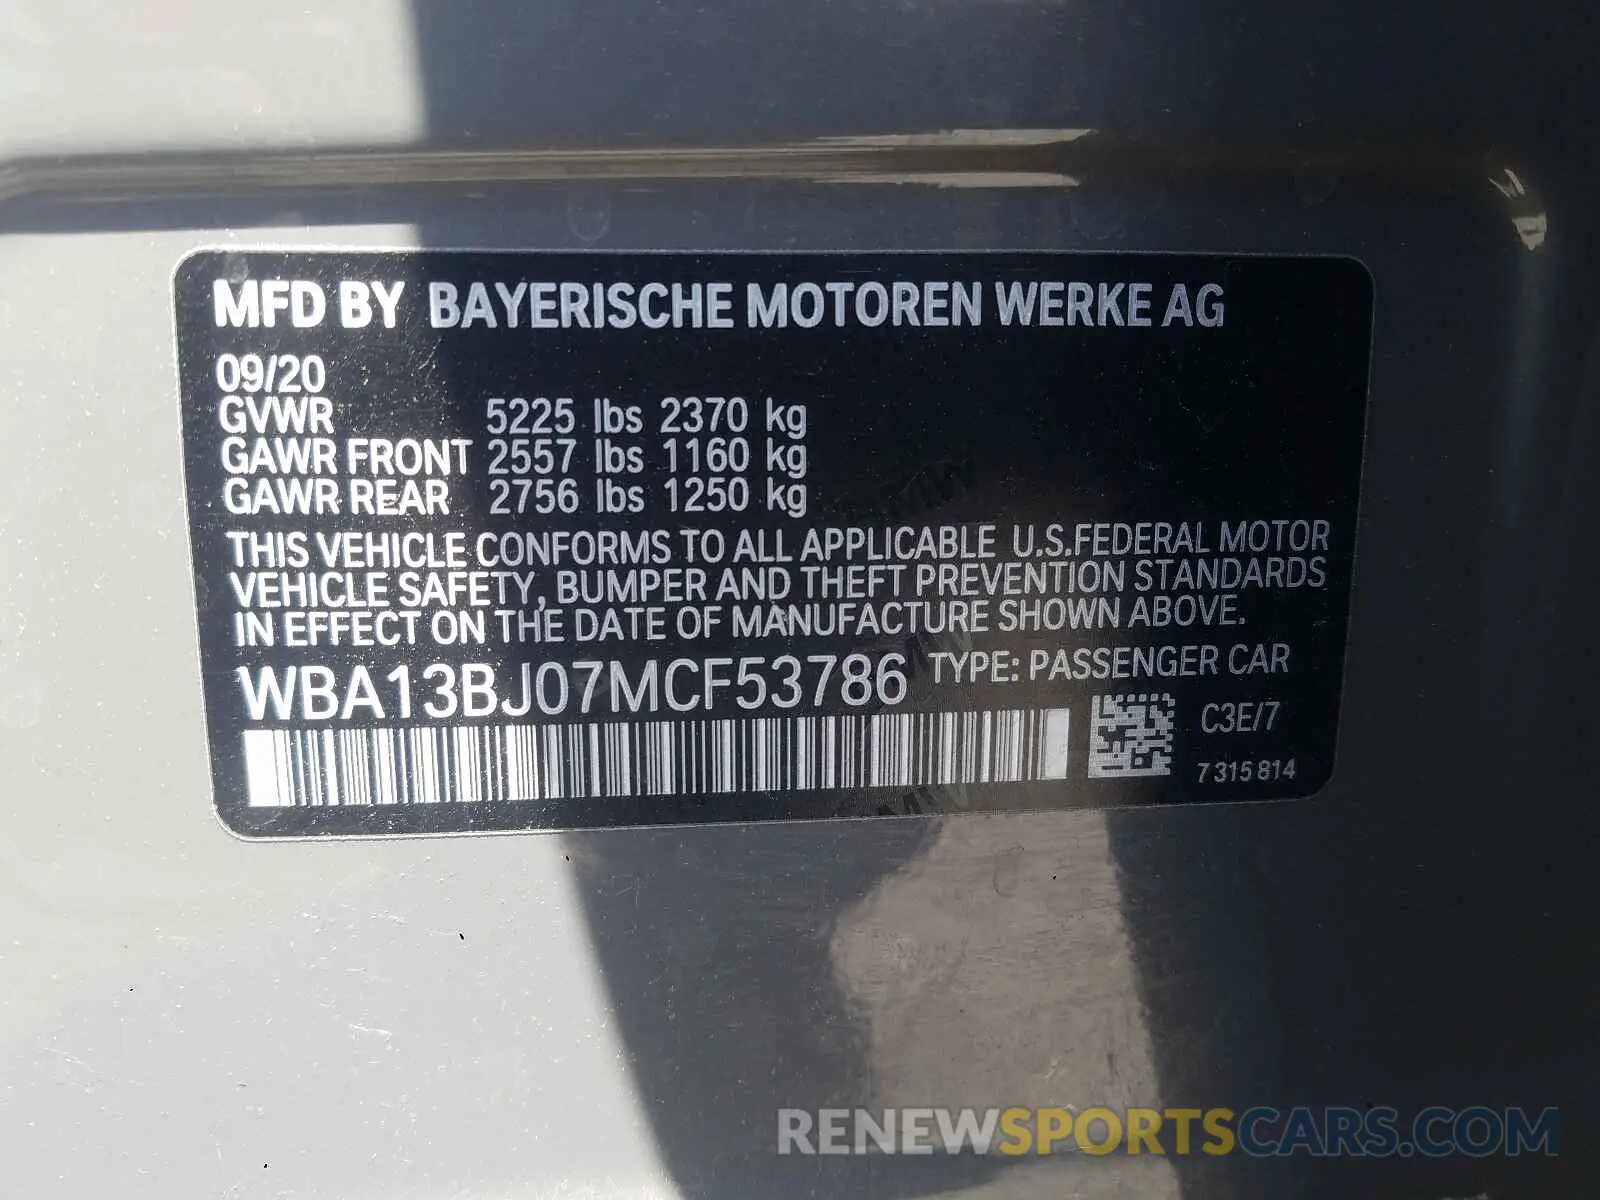 MFD BY BAYERISCHE MOTOREN WERKE AG
09/20
GVWR 5225 lbs 2370 kg
GAWR FRONT 2557 lbs 1160 kg
GAWR REAR 2756 lbs 1250 kg
THIS VEHICLE CONFORMS TO ALL APPLICABLE U.S.FEDERAL MOTOR
VEHICLE SAFETY, BUMPER AND THEFT PREVENTION STANDARDS
IN EFFECT ON THE DATE OF MANUFACTURE SHOWN ABOVE.
WBA13BJ07MCF53786 TYPE: PASSENGER CAR
C3E/7
7315814
RENEWSPORTSCARS.COM